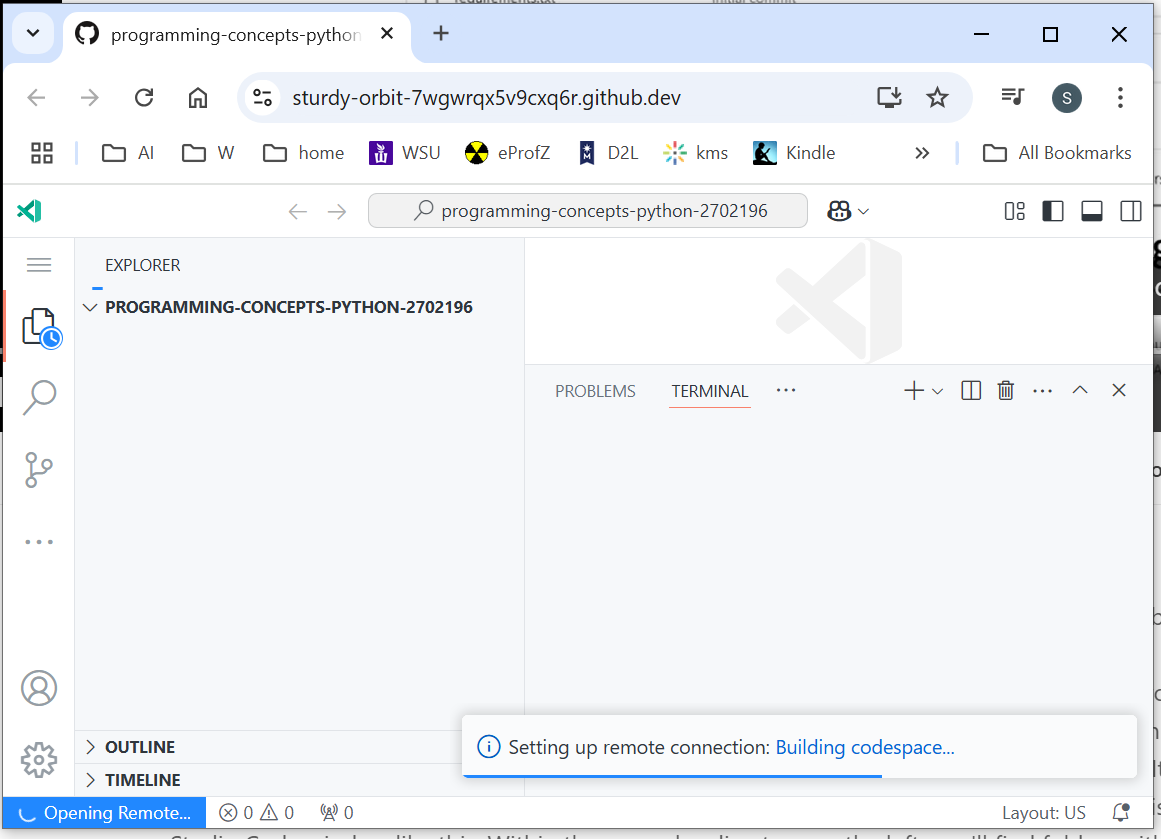 requirements.txt
programming-concepts-python
sturdy-orbit-7wgwrqx5v9cxq6r.github.dev
S
AI W home WSU eProfZ D2L kms Kindle All Bookmarks
programming-concepts-python-2702196
EXPLORER
PROGRAMMING-CONCEPTS-PYTHON-2702196
PROBLEMS TERMINAL
Setting up remote connection: Building codespace...
OUTLINE
TIMELINE
Opening Remote... 0 0 0 Layout: US